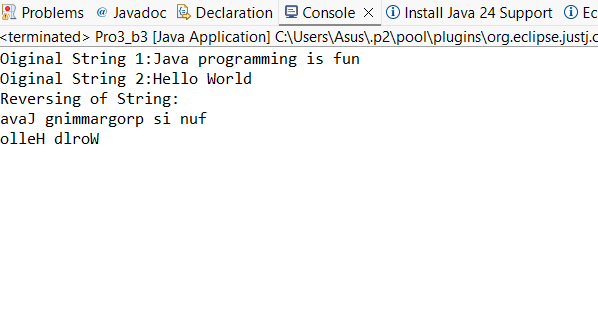 Problems @ Javadoc Declaration Console Install Java 24 Support Ec
<terminated> Pro3_b3 [Java Application] C:\Users\Asus\.p2\pool\plugins\org.eclipse.justj.c
Oiginal String 1:Java programming is fun
Oiginal String 2:Hello World
Reversing of String:
avaJ gnimmargorp si nuf
olleH dlroW